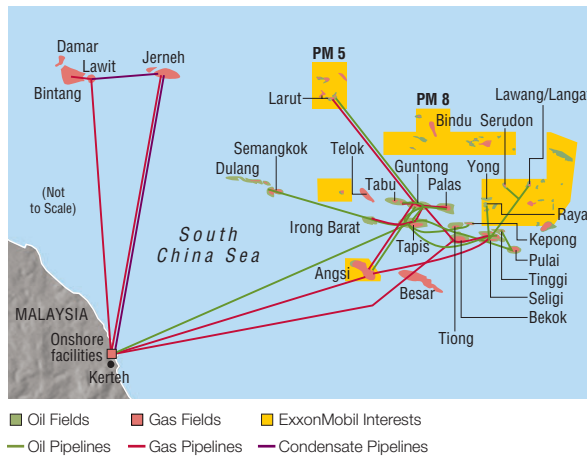 Damar
Lawit
Jerneh
Bintang
PM 5
Larut
PM 8
Bindu
Serudon
Lawang/Langat
Semangkok
Dulang
Telok
Tabu
Guntong
Palas
Yong
Raya
(Not
to Scale)
South
China Sea
Irong Barat
Tapis
Kepong
Pulai
Tinggi
Seligi
Bekok
Angsi
Besar
Tiong
MALAYSIA
Onshore
facilities
Kerteh
Oil Fields
Gas Fields
ExxonMobil Interests
Oil Pipelines
Gas Pipelines
Condensate Pipelines